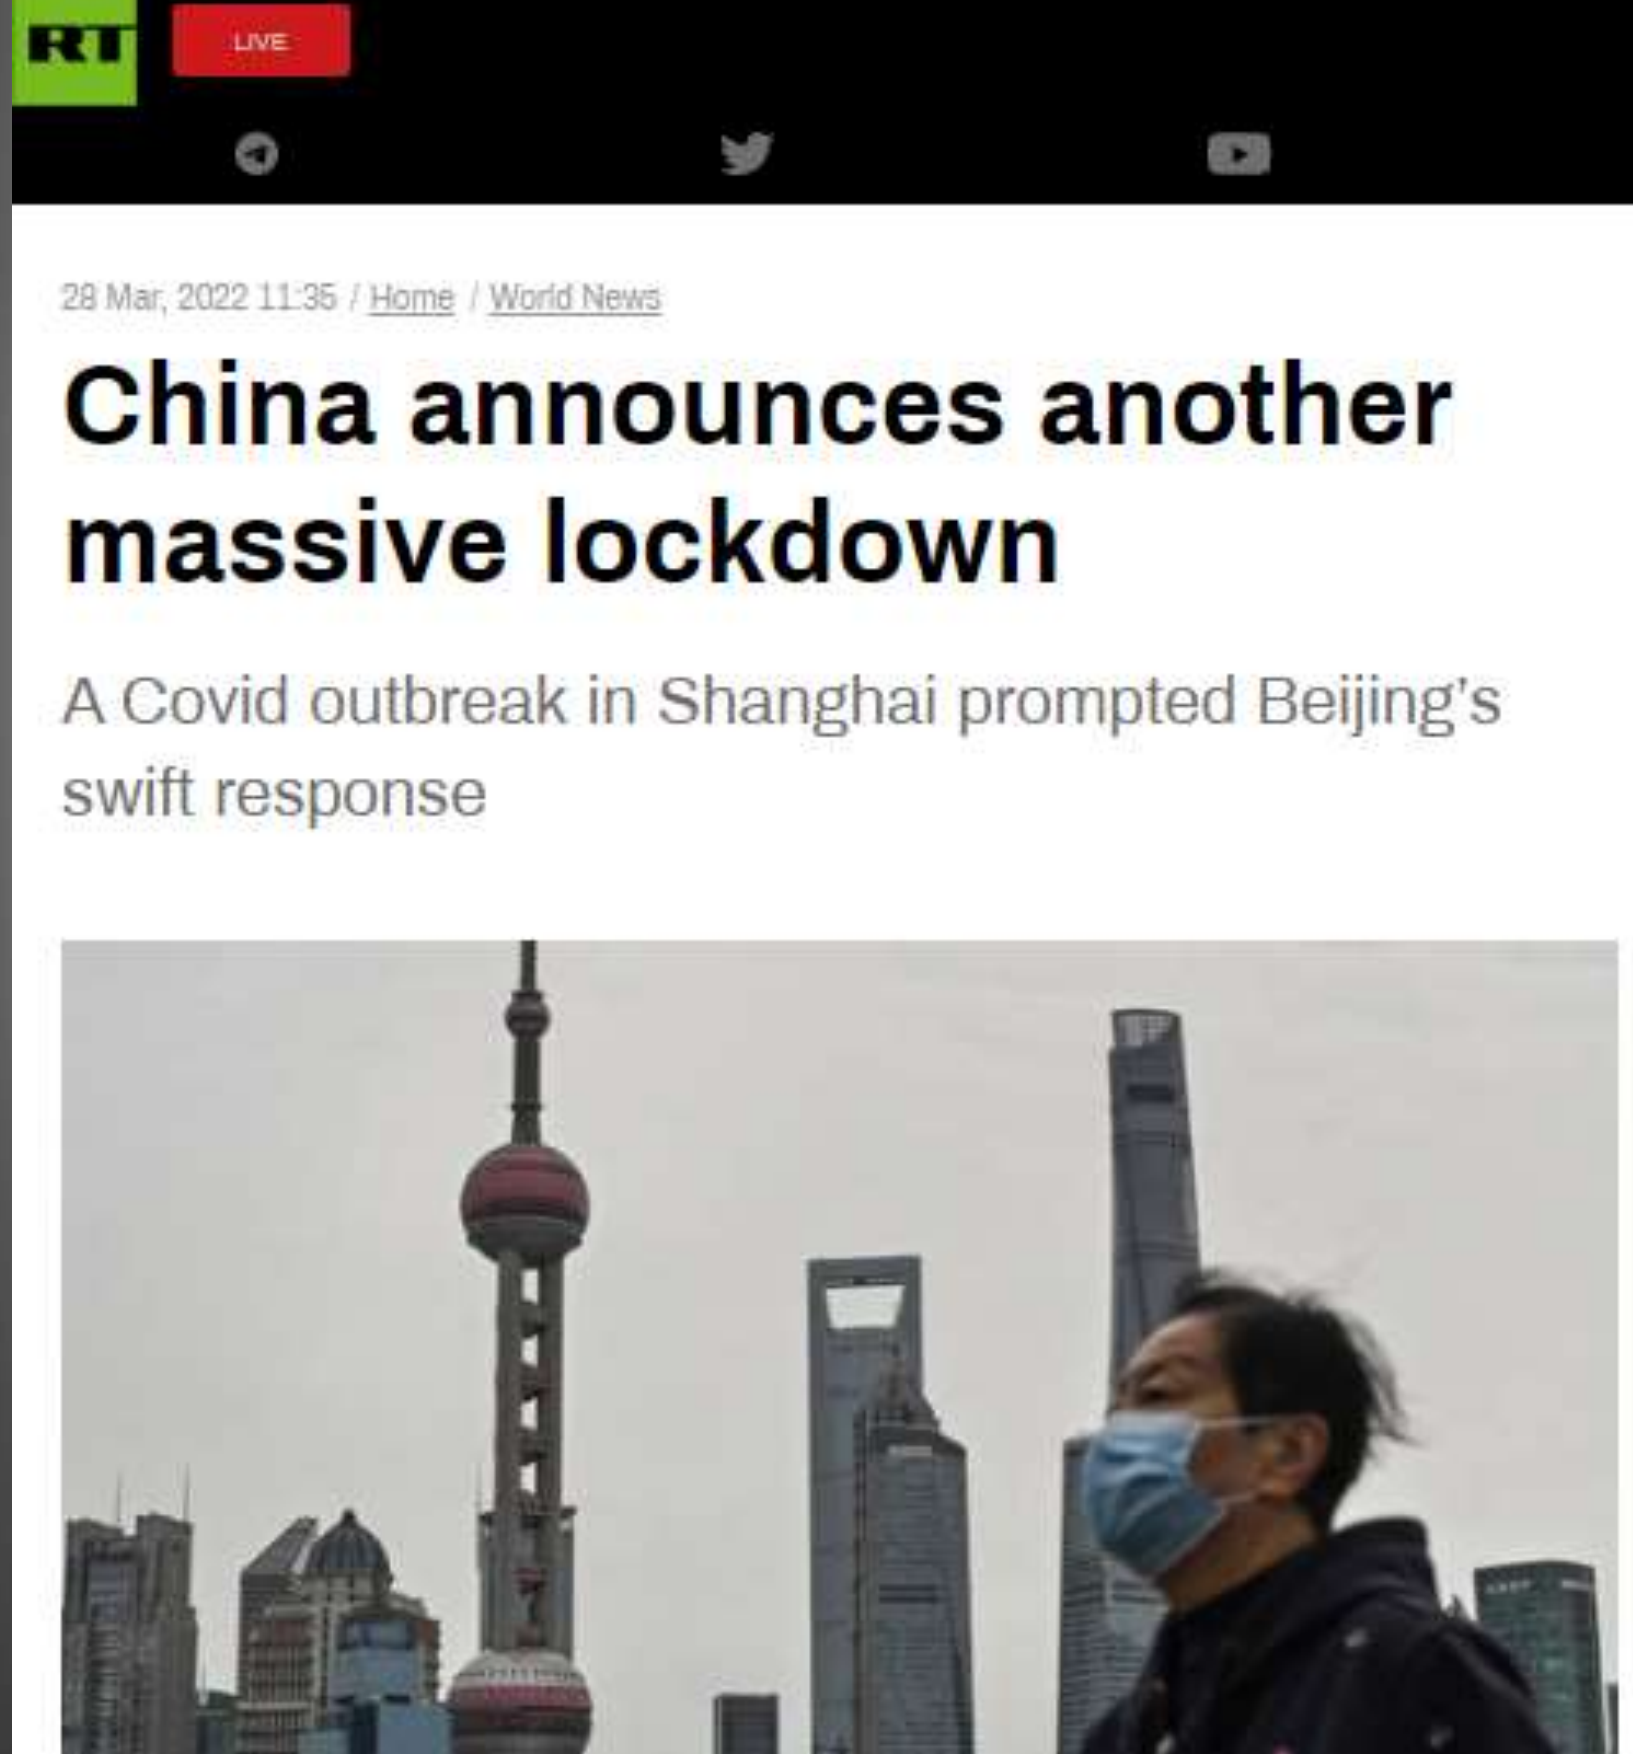 RT
LIVE
28 Mar, 2022 11:35 / Home / World News
China announces another
massive lockdown
A Covid outbreak in Shanghai prompted Beijing's
swift response